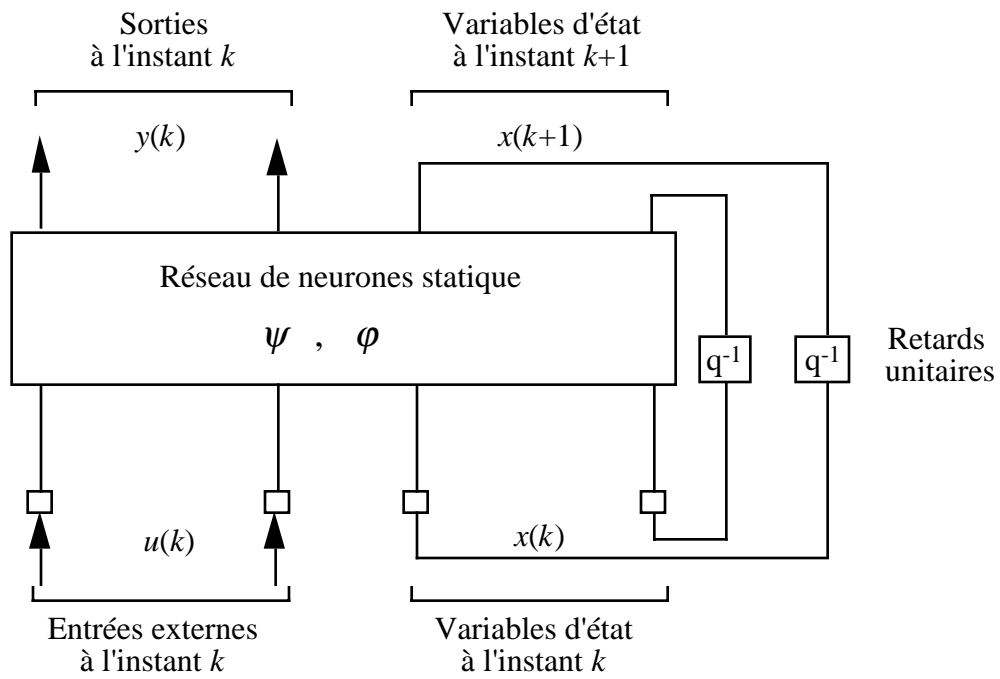 Sorties
à l'instant k
Variables d'état
à l'instant k+1
y(k)
x(k+1)
Réseau de neurones statique
ψ , φ
q-1
q-1
Retards
unitaires
u(k)
x(k)
Entrées externes
à l'instant k
Variables d'état
à l'instant k